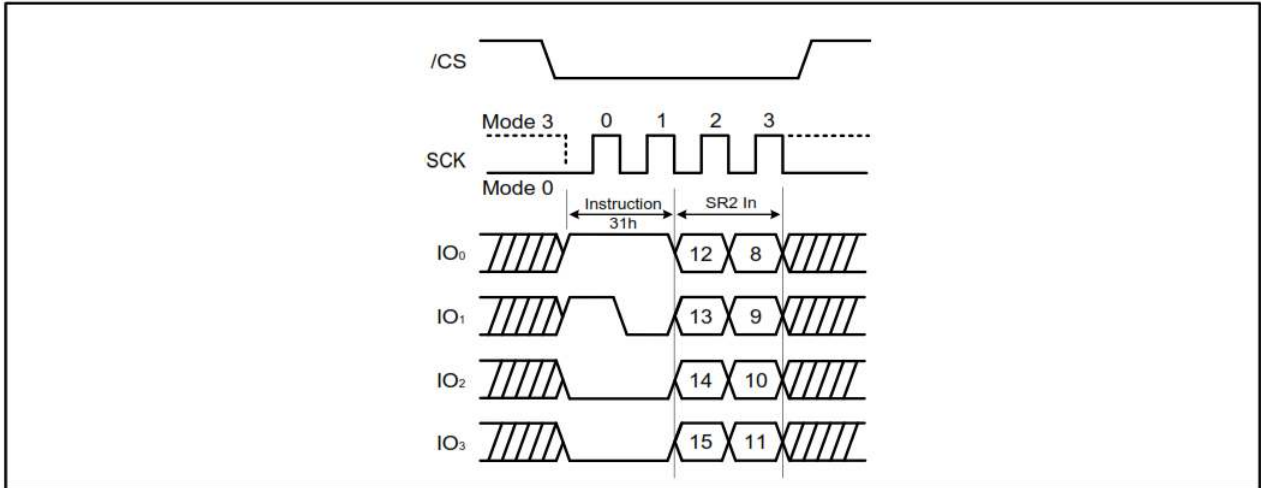 /CS
Mode 3 0 1 2 3
SCK
Mode 0
Instruction SR2 In
31h
IO₀ 12 8
IO₁ 13 9
IO₂ 14 10
IO₃ 15 11